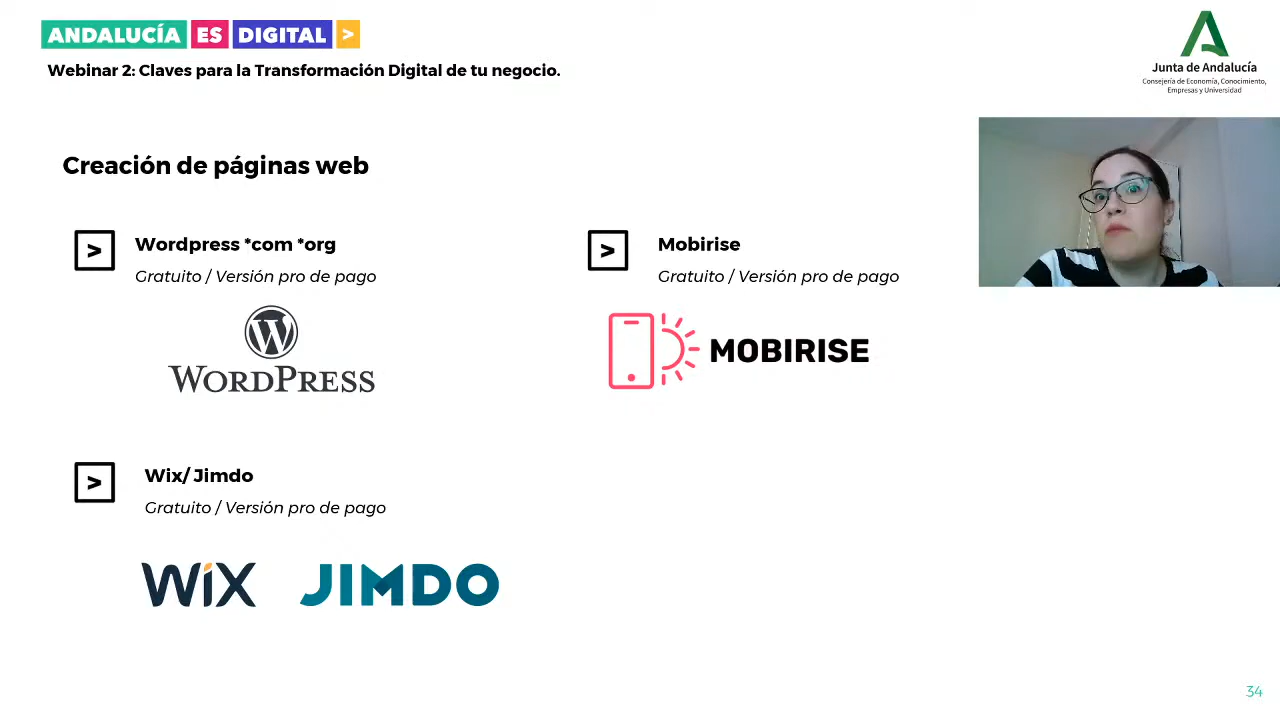 ANDALUCÍA ES DIGITAL >
Webinar 2: Claves para la Transformación Digital de tu negocio.
Junta de Andalucía
Consejería de Economía, Conocimiento,
Empresas y Universidad
Creación de páginas web
> Wordpress *com *org
Gratuito / Versión pro de pago
WORDPRESS
> Mobirise
Gratuito / Versión pro de pago
MOBIRISE
> Wix/ Jimdo
Gratuito / Versión pro de pago
WiX JIMDO
34